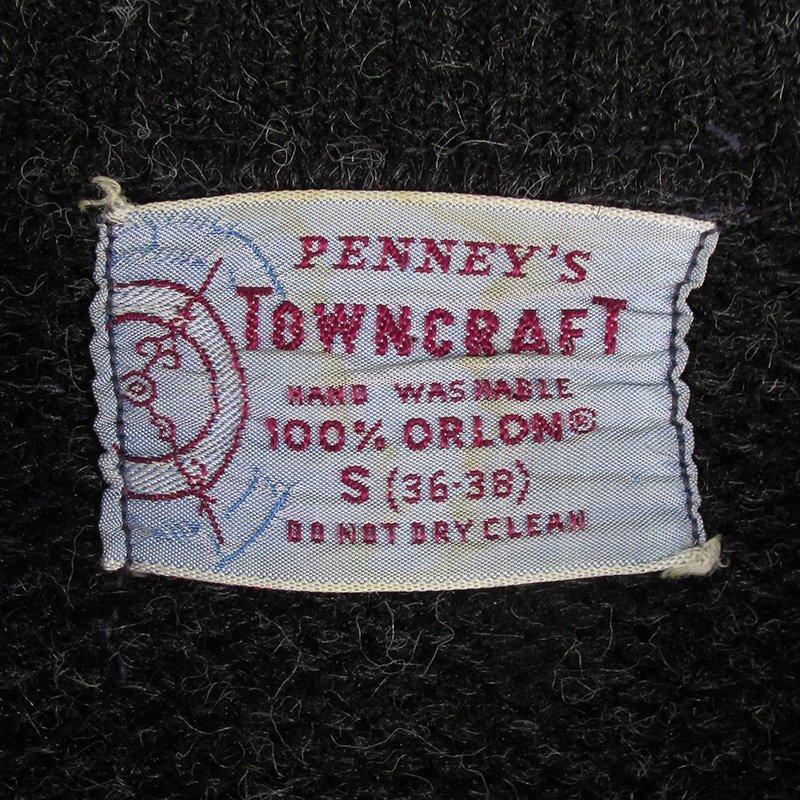 PENNEY'S
TOWNCRAFT
HAND WASHABLE
100% ORLON®
S (36-38)
DO NOT DRY CLEAN